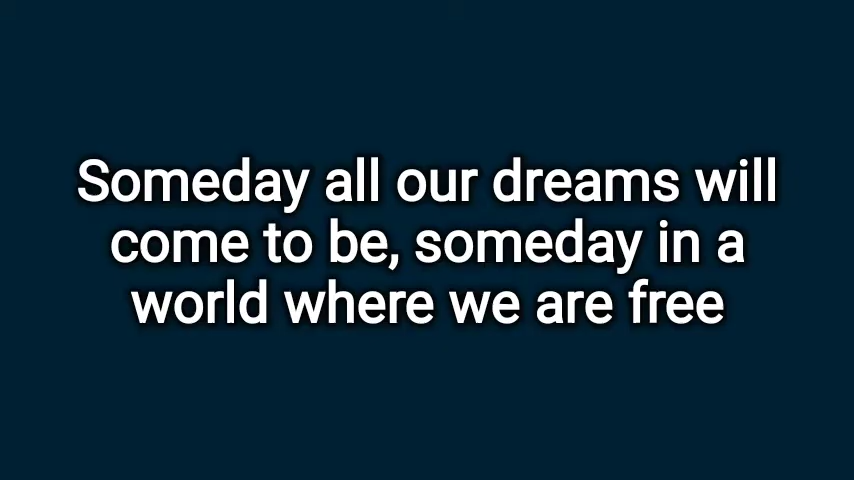 Someday all our dreams will
come to be, someday in a
world where we are free